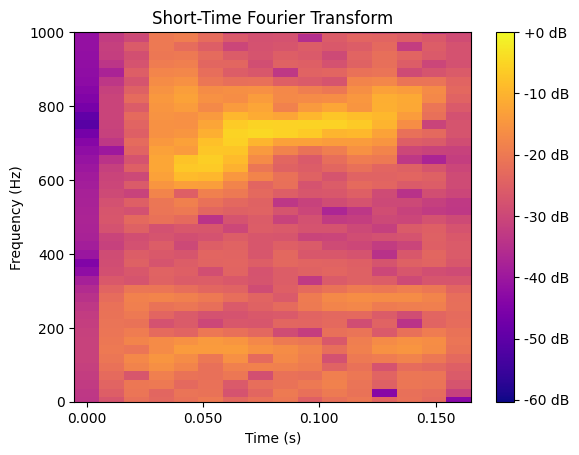 Short-Time Fourier Transform
1000
800
600
400
200
0
Frequency (Hz)
0.000
0.050
0.100
0.150
Time (s)
+0 dB
-10 dB
-20 dB
-30 dB
-40 dB
-50 dB
-60 dB